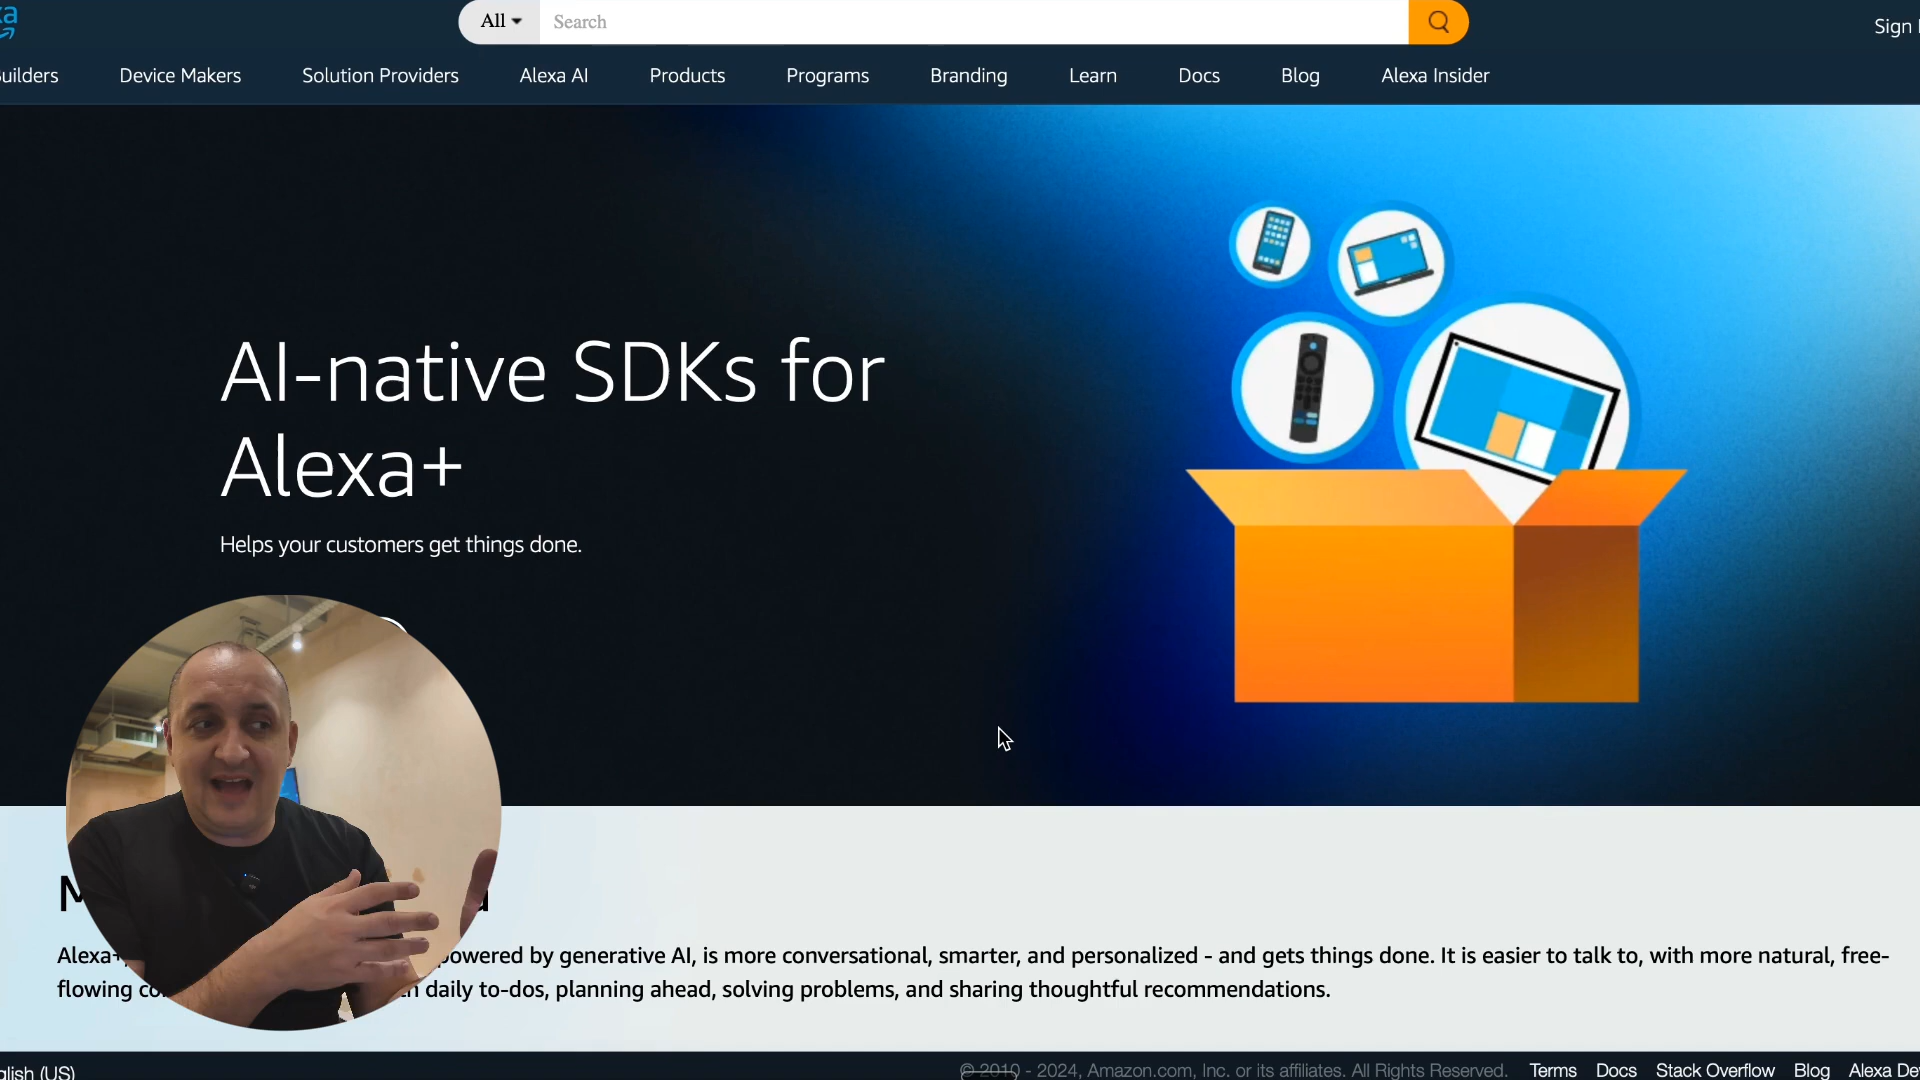 All Search Sign
Device Makers Solution Providers Alexa AI Products Programs Branding Learn Docs Blog Alexa Insider
AI-native SDKs for
Alexa+
Helps your customers get things done.
Alexa+ powered by generative AI, is more conversational, smarter, and personalized - and gets things done. It is easier to talk to, with more natural, free-
flowing daily to-dos, planning ahead, solving problems, and sharing thoughtful recommendations.
(US) © 2010 - 2024, Amazon.com, Inc. or its affiliates. All Rights Reserved. Terms Docs Stack Overflow Blog Alexa